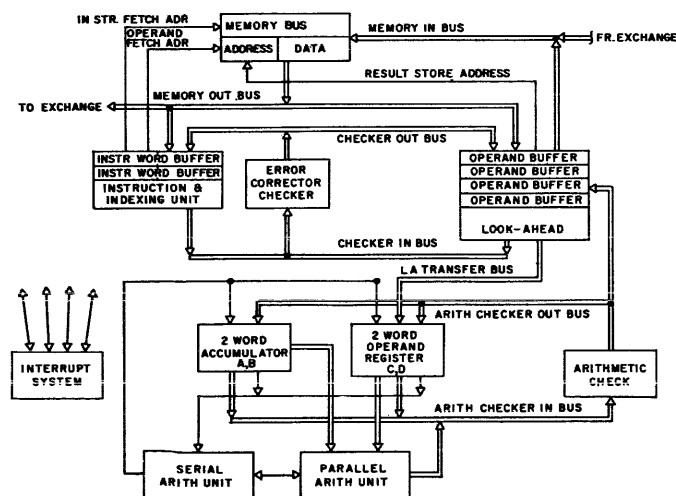 IN STR. FETCH ADR
OPERAND
FETCH ADR
MEMORY BUS
ADDRESS
DATA
MEMORY IN BUS
FR. EXCHANGE
RESULT STORE ADDRESS
TO EXCHANGE
MEMORY OUT BUS
CHECKER OUT BUS
INSTR WORD BUFFER
INSTR WORD BUFFER
INSTRUCTION &
INDEXING UNIT
ERROR
CORRECTOR
CHECKER
OPERAND BUFFER
OPERAND BUFFER
OPERAND BUFFER
OPERAND BUFFER
LOOK-AHEAD
CHECKER IN BUS
LA TRANSFER BUS
ARITH CHECKER OUT BUS
INTERRUPT
SYSTEM
2 WORD
ACCUMULATOR
A,B
2 WORD
OPERAND
REGISTER
C,D
ARITHMETIC
CHECK
ARITH CHECKER IN BUS
SERIAL
ARITH UNIT
PARALLEL
ARITH UNIT